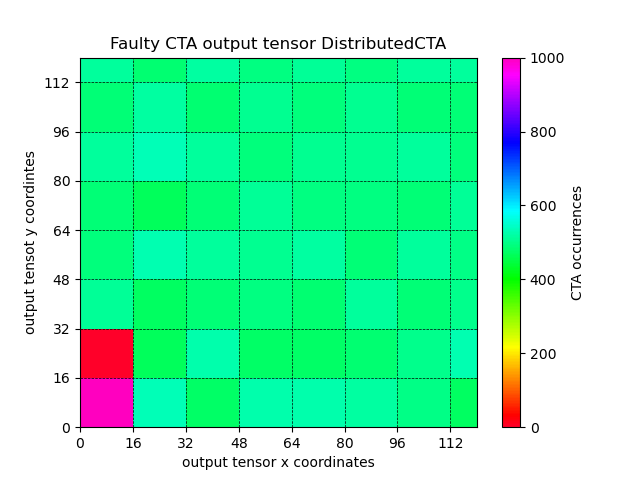 Faulty CTA output tensor DistributedCTA
output tensot y coordintes
112
96
80
64
48
32
16
0
0 16 32 48 64 80 96 112
output tensor x coordinates
1000
800
600
400
200
0
CTA occurrences